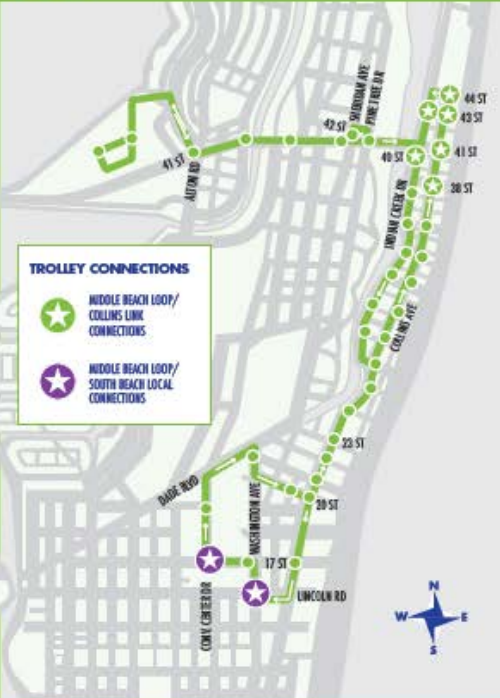 44 ST
43 ST
SHERIDAN AVE
PINE TREE DR
42 ST
41 ST
40 ST
41 ST
ALTON RD
38 ST
INDIAN CREEK DR
TROLLEY CONNECTIONS
MIDDLE BEACH LOOP/
COLLINS LINK
CONNECTIONS
MIDDLE BEACH LOOP/
SOUTH BEACH LOCAL
CONNECTIONS
COLLINS AVE
23 ST
DADE BLVD
WASHINGTON AVE
20 ST
17 ST
CONV. CENTER DR
LINCOLN RD
N
W
E
S